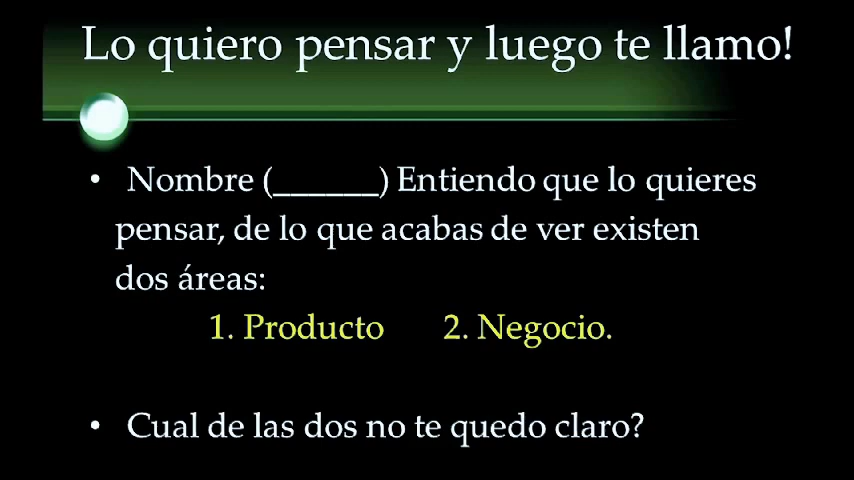 Lo quiero pensar y luego te llamo!
• Nombre (______) Entiendo que lo quieres
pensar, de lo que acabas de ver existen
dos áreas:
1. Producto 2. Negocio.
• Cual de las dos no te quedo claro?